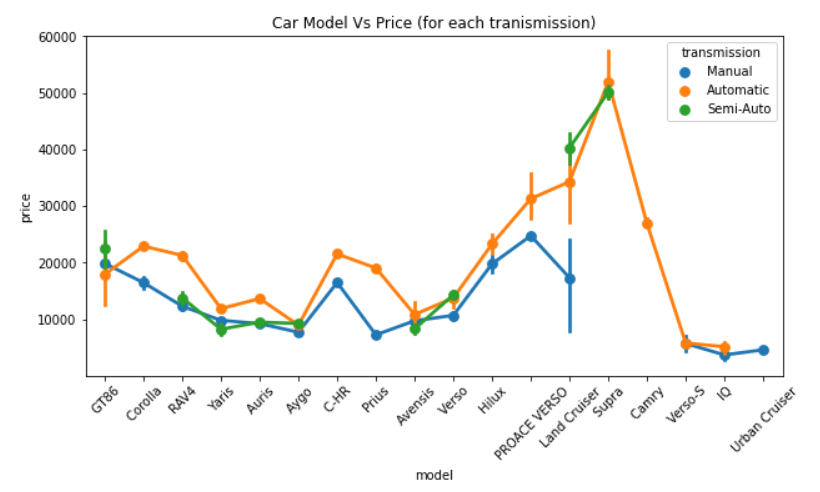 Car Model Vs Price (for each tranismission)
60000
50000
40000
30000
20000
10000
price
transmission
Manual
Automatic
Semi-Auto
GT86
Corolla
RAV4
Yaris
Auris
Aygo
C-HR
Prius
Avensis
Verso
Hilux
PROACE VERSO
Land Cruiser
Supra
Camry
Verso-S
IQ
Urban Cruiser
model